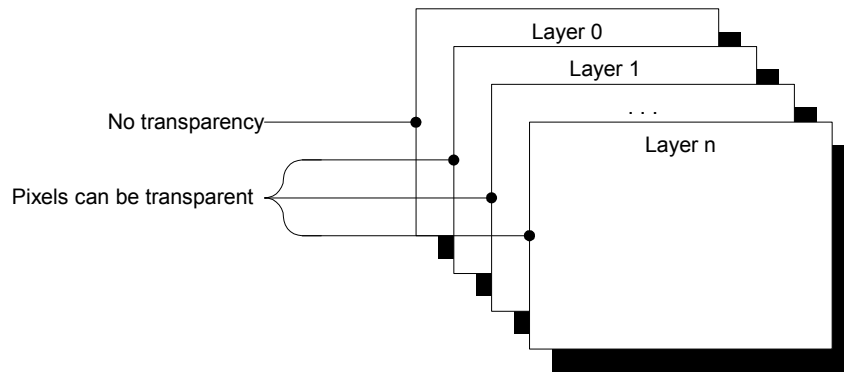 Layer 0
Layer 1
. . .
No transparency
Layer n
Pixels can be transparent